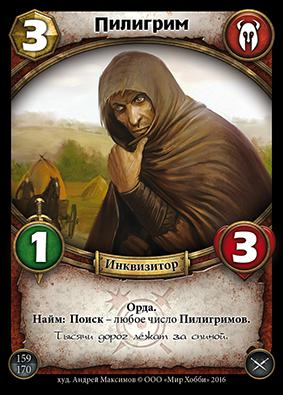 3
Пилигрим
1
3
Инквизитор
Орда.
Найм: Поиск – любое число Пилигримов.
Тысячи дорог лежат за спиной.
159
170
худ. Андрей Максимов © ООО «Мир Хобби» 2016